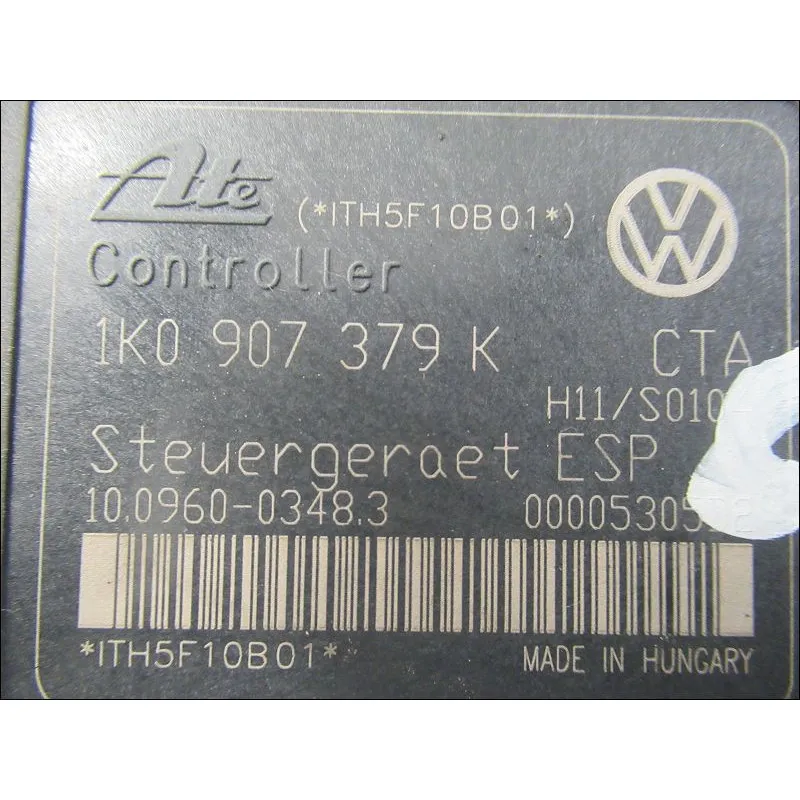 Ate (*ITH5F10B01*)
Controller
1K0 907 379 K CTA
H11/S010
Steuergeraet ESP
10.0960-0348.3
*ITH5F10B01* MADE IN HUNGARY